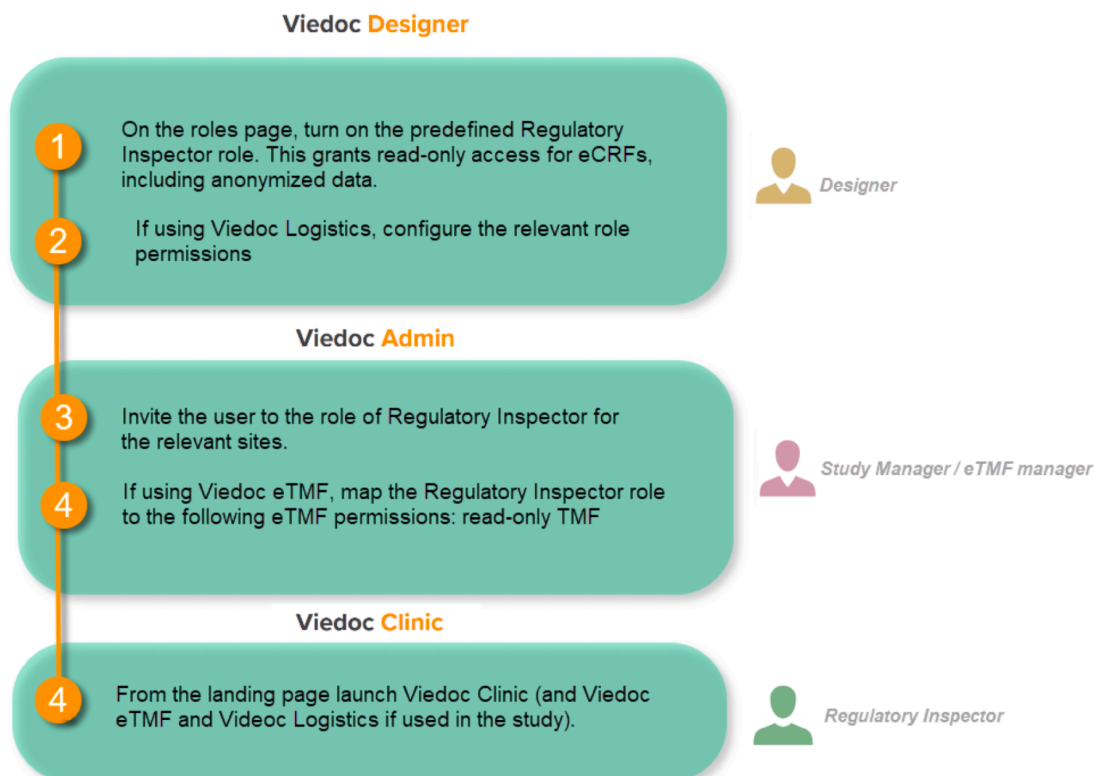 Viedoc Designer
1
On the roles page, turn on the predefined Regulatory
Inspector role. This grants read-only access for eCRFs,
including anonymized data.
Designer
2
If using Viedoc Logistics, configure the relevant role
permissions
Viedoc Admin
3
Invite the user to the role of Regulatory Inspector for
the relevant sites.
Study Manager / eTMF manager
4
If using Viedoc eTMF, map the Regulatory Inspector role
to the following eTMF permissions: read-only TMF
Viedoc Clinic
4
From the landing page launch Viedoc Clinic (and Viedoc
eTMF and Videoc Logistics if used in the study).
Regulatory Inspector